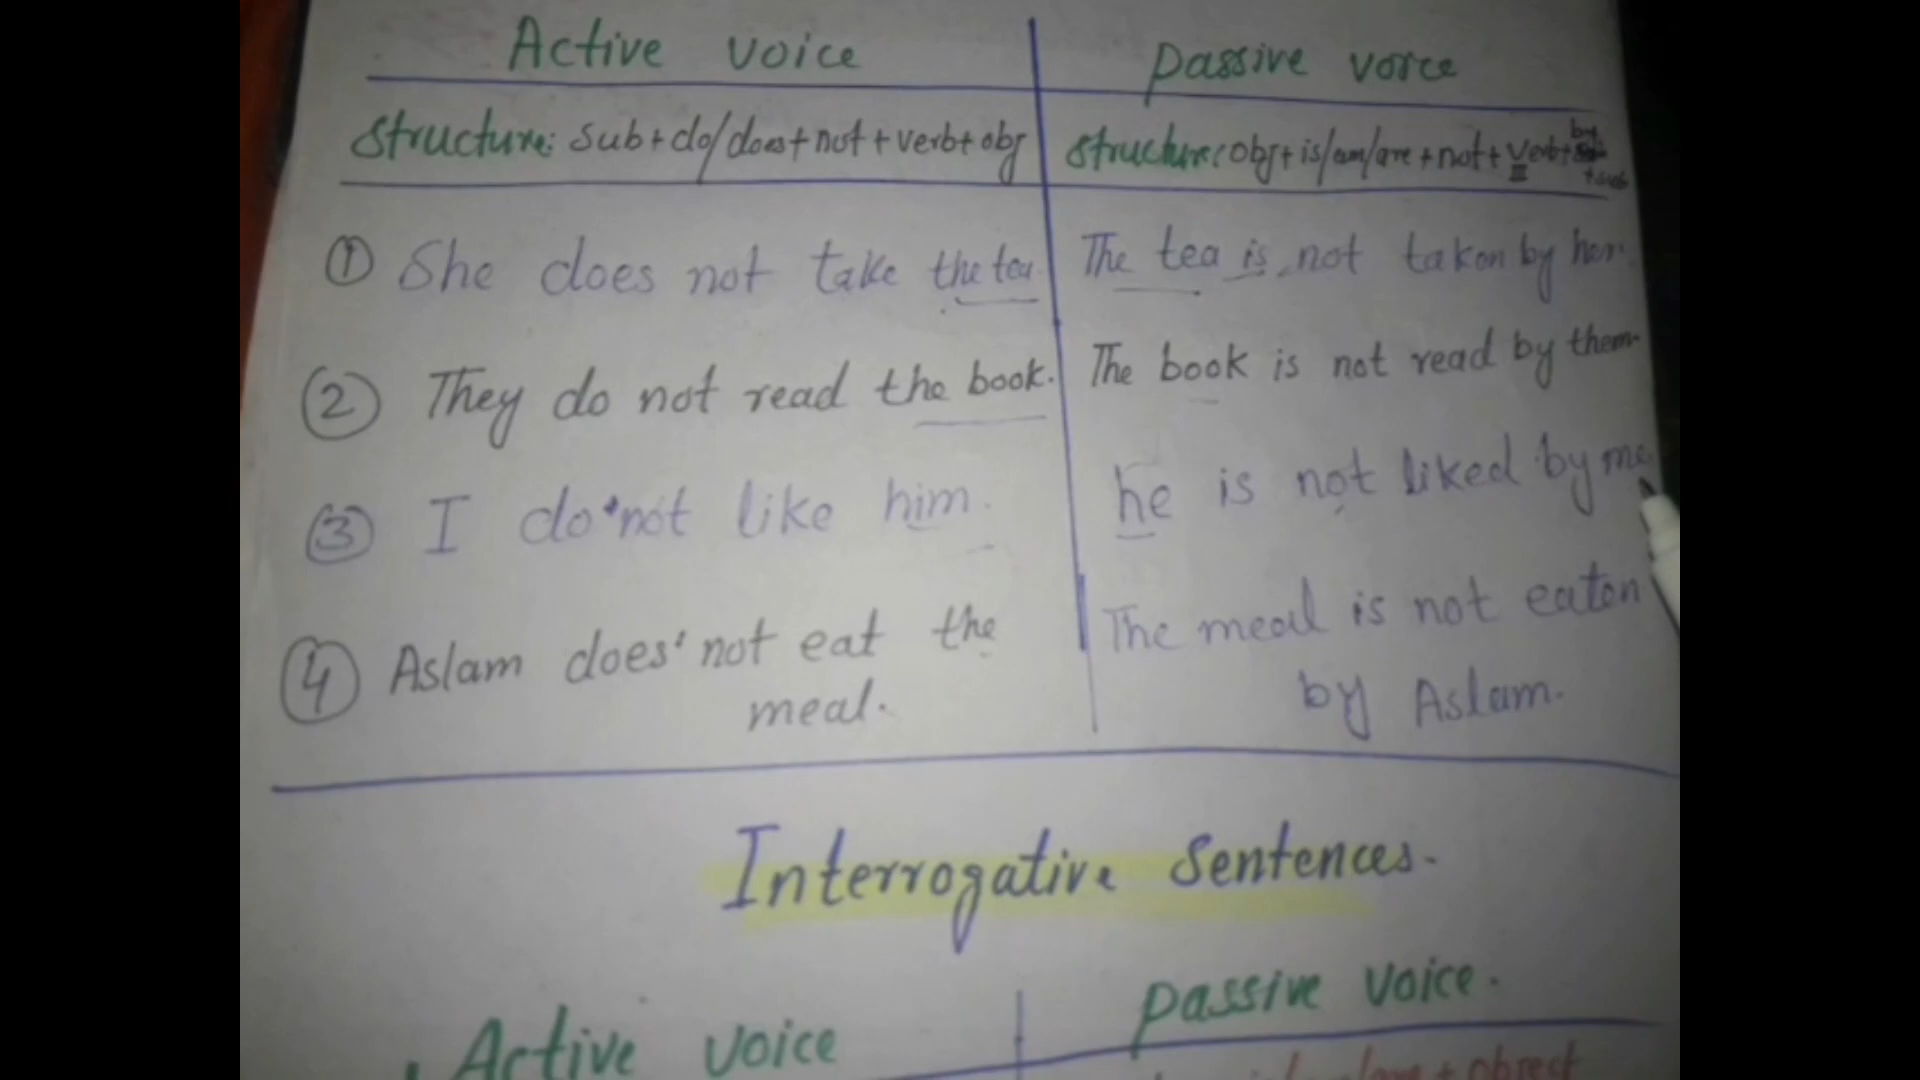 Active voice
passive voice
Structure: Sub+do/does+not+verb+obj
Structure: Obj+is/am/are+not+verb+by
III
+sub
① She does not take the tea.
The tea is not taken by her.
② They do not read the book.
The book is not read by them.
③ I do not like him.
he is not liked by me
④ Aslam does not eat the
meal.
The meal is not eaten
by Aslam.
Interrogative Sentences.
Active voice
passive voice.
+ object